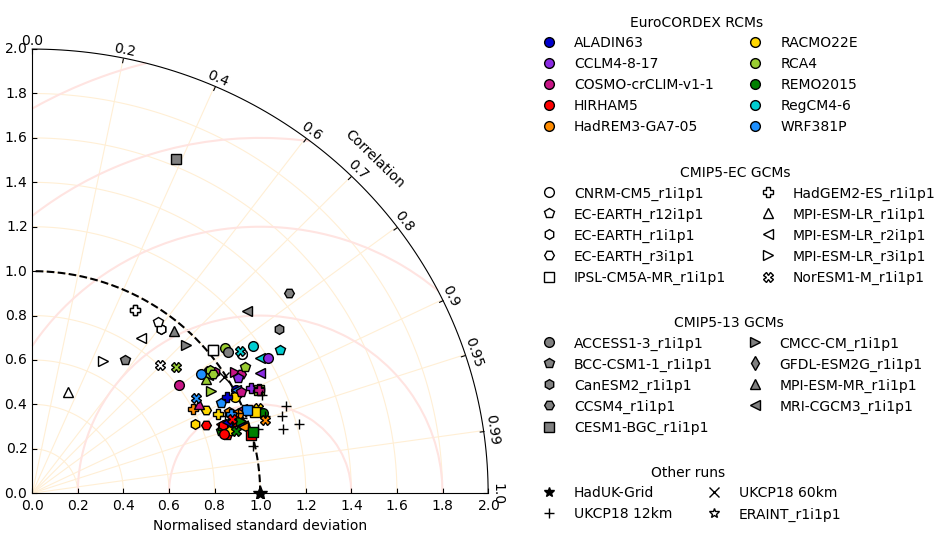 EuroCORDEX RCMs
ALADIN63
CCLM4-8-17
COSMO-crCLIM-v1-1
HIRHAM5
HadREM3-GA7-05
RACMO22E
RCA4
REMO2015
RegCM4-6
WRF381P
CMIP5-EC GCMs
CNRM-CM5_r1i1p1
EC-EARTH_r12i1p1
EC-EARTH_r1i1p1
EC-EARTH_r3i1p1
IPSL-CM5A-MR_r1i1p1
HadGEM2-ES_r1i1p1
MPI-ESM-LR_r1i1p1
MPI-ESM-LR_r2i1p1
MPI-ESM-LR_r3i1p1
NorESM1-M_r1i1p1
CMIP5-13 GCMs
ACCESS1-3_r1i1p1
BCC-CSM1-1_r1i1p1
CanESM2_r1i1p1
CCSM4_r1i1p1
CESM1-BGC_r1i1p1
CMCC-CM_r1i1p1
GFDL-ESM2G_r1i1p1
MPI-ESM-MR_r1i1p1
MRI-CGCM3_r1i1p1
Other runs
HadUK-Grid
UKCP18 12km
UKCP18 60km
ERAINT_r1i1p1
0.0
0.2
0.4
0.6
0.7
0.8
0.9
0.95
0.99
1.0
Correlation
2.0
1.8
1.6
1.4
1.2
1.0
0.8
0.6
0.4
0.2
0.0
0.0
0.2
0.4
0.6
0.8
1.0
1.2
1.4
1.6
1.8
2.0
Normalised standard deviation